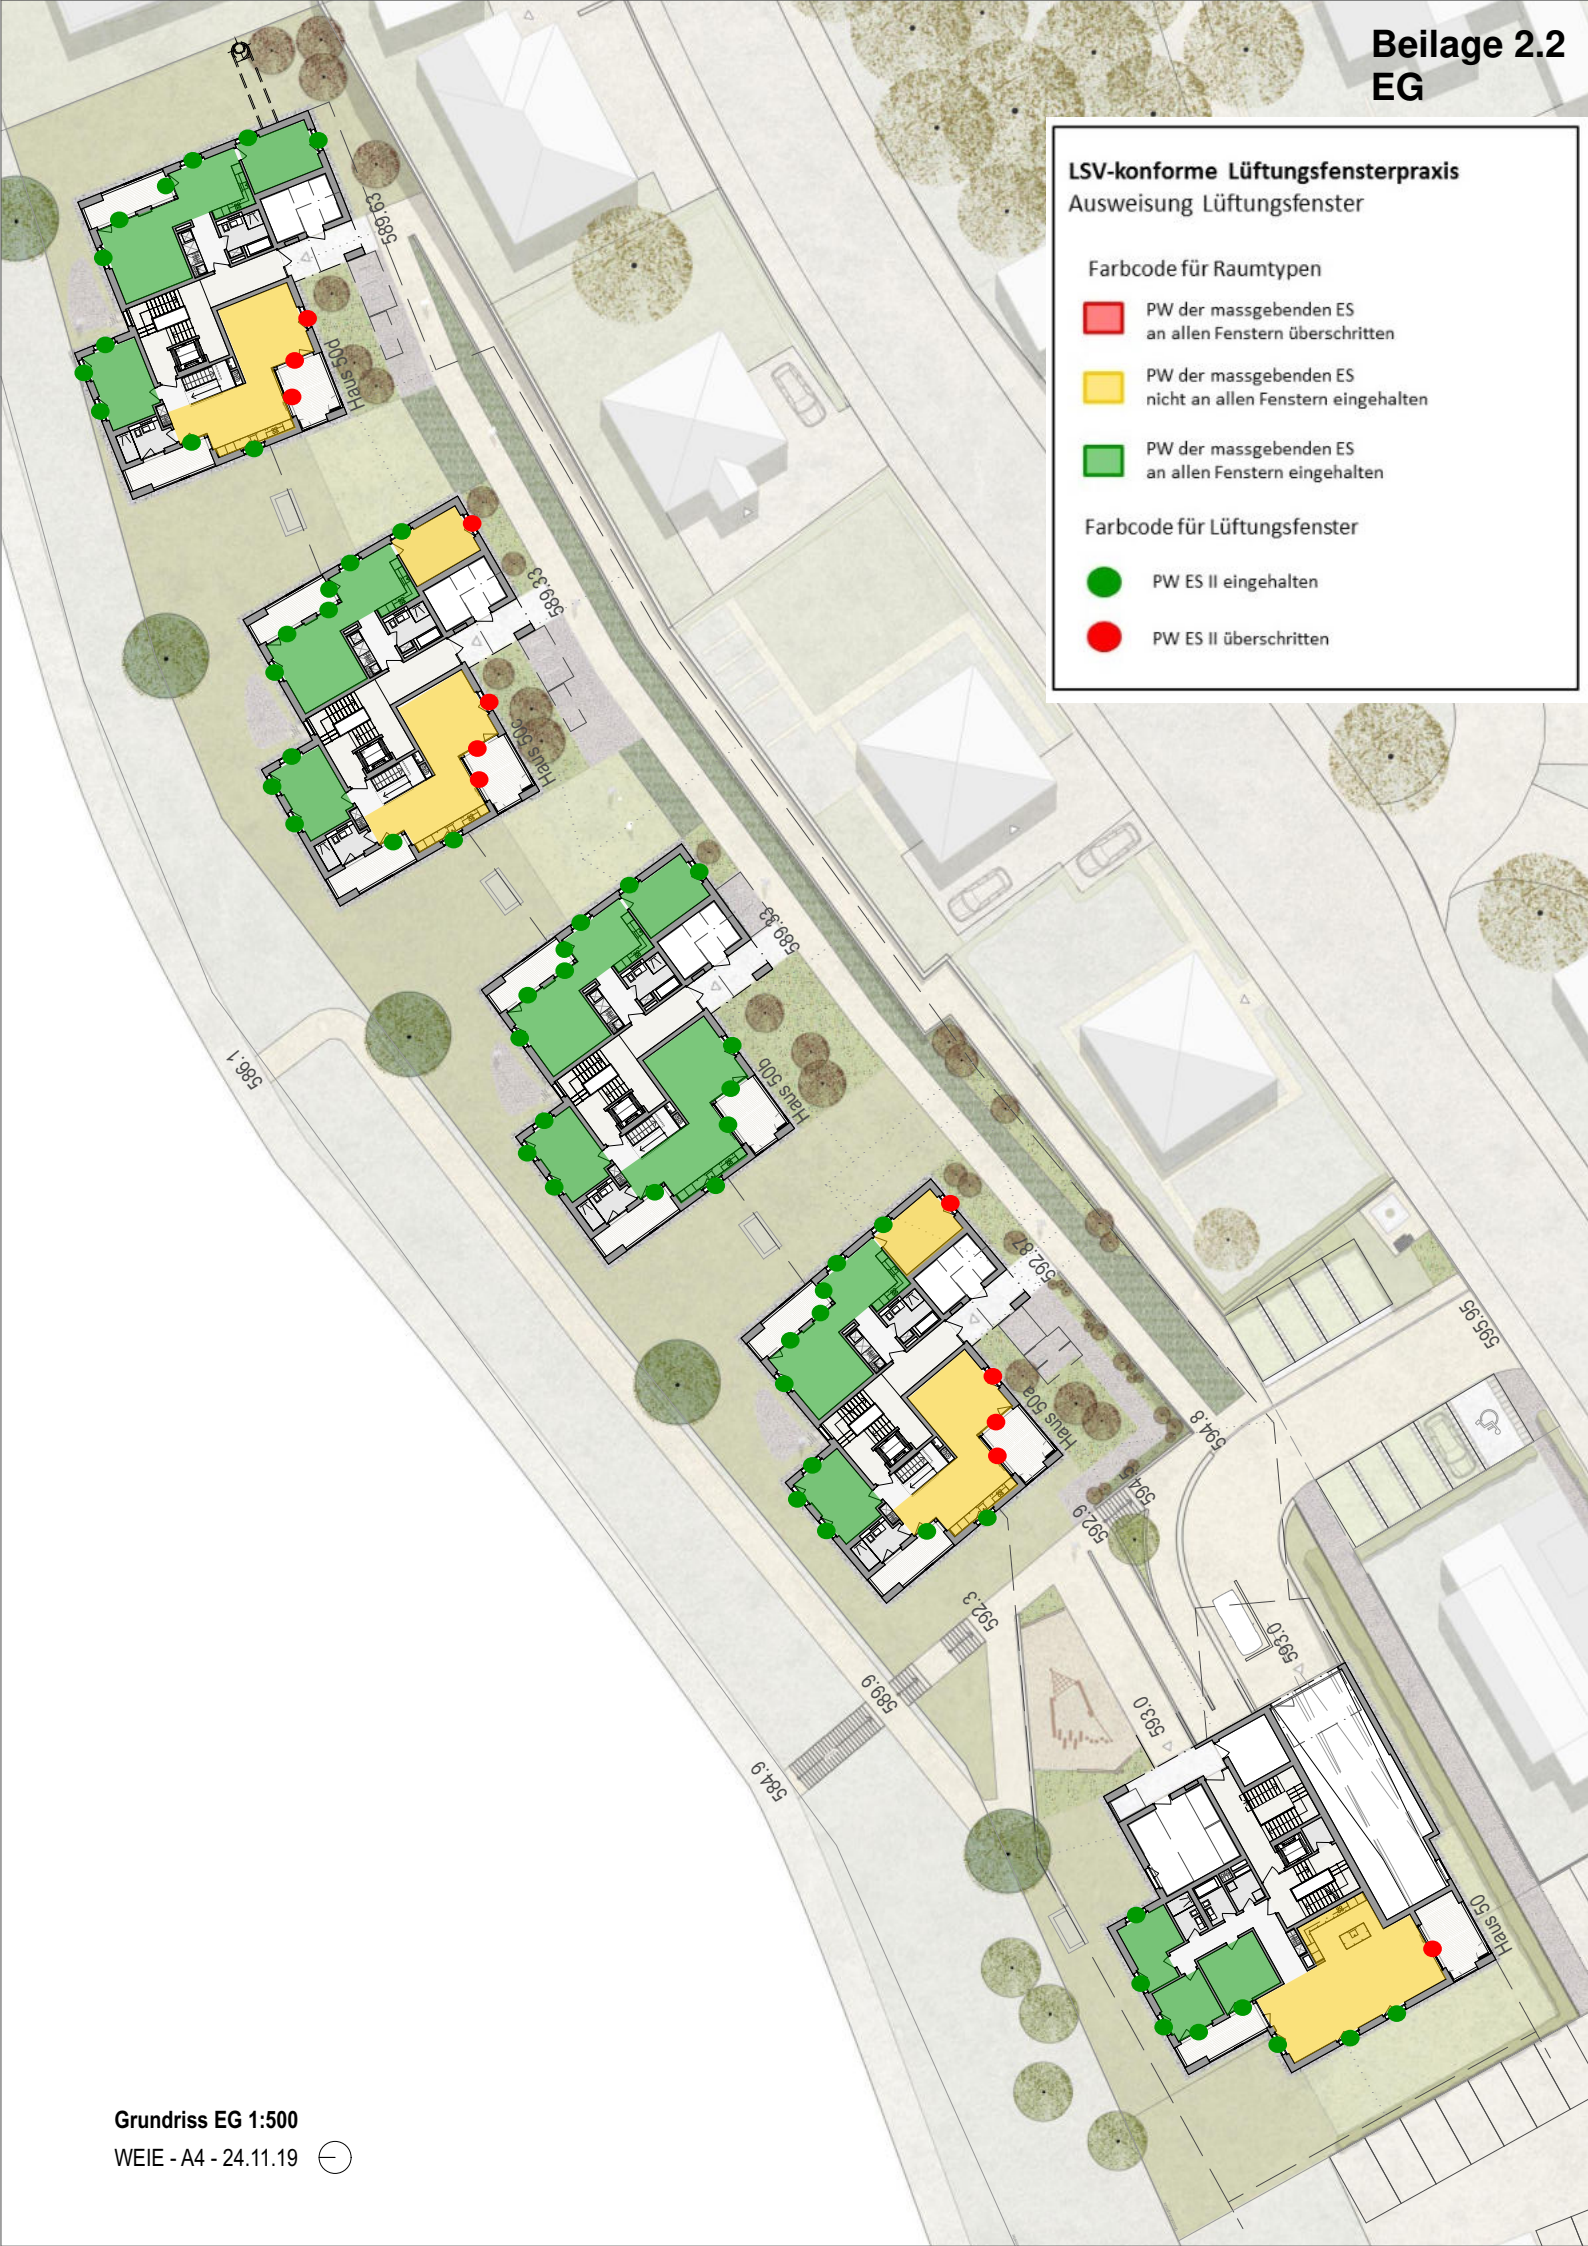 Beilage 2.2
EG
LSV-konforme Lüftungsfensterpraxis
Ausweisung Lüftungsfenster
Farbcode für Raumtypen
PW der massgebenden ES
an allen Fenstern überschritten
PW der massgebenden ES
nicht an allen Fenstern eingehalten
PW der massgebenden ES
an allen Fenstern eingehalten
Farbcode für Lüftungsfenster
PW ES II eingehalten
PW ES II überschritten
589.63
Haus 50d
589.33
Haus 50c
589.33
586.1
Haus 50b
592.87
595.95
Haus 50a
594.8
592.9
592.3
593.0
589.9
593.0
584.9
Haus 50
Grundriss EG 1:500
WEIE - A4 - 24.11.19